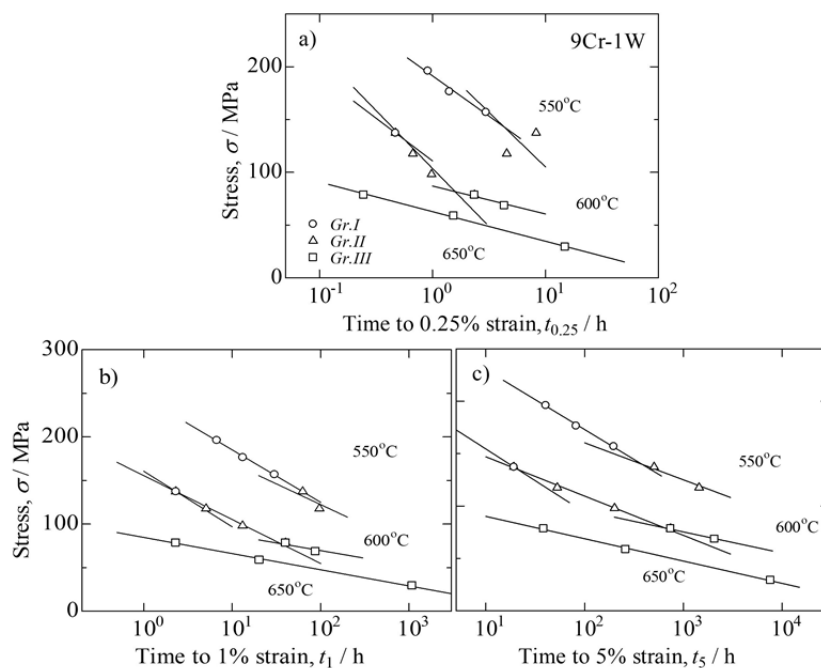 a)
9Cr-1W
Stress, σ / MPa
200
100
0
550°C
600°C
650°C
Gr.I
Gr.II
Gr.III
10⁻¹ 10⁰ 10¹ 10²
Time to 0.25% strain, t₀.₂₅ / h
b)
Stress, σ / MPa
300
200
100
0
550°C
600°C
650°C
10⁰ 10¹ 10² 10³
Time to 1% strain, t₁ / h
c)
550°C
600°C
650°C
10¹ 10² 10³ 10⁴
Time to 5% strain, t₅ / h